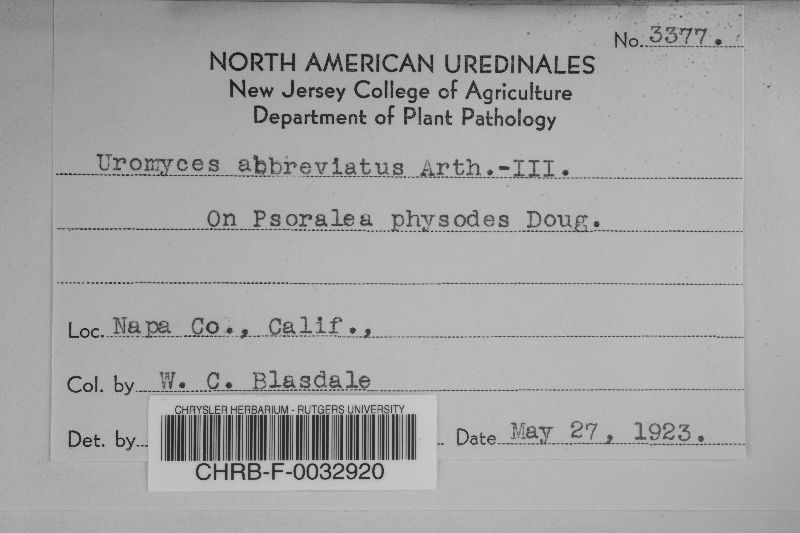 No. 3377.
NORTH AMERICAN UREDINALES
New Jersey College of Agriculture
Department of Plant Pathology
Uromyces abbreviatus Arth.-III.
On Psoralea physodes Doug.
Loc. Napa Co., Calif.,
Col. by W. C. Blasdale
CHRYSLER HERBARIUM - RUTGERS UNIVERSITY
Det. by Date May 27, 1923.
CHRB-F-0032920